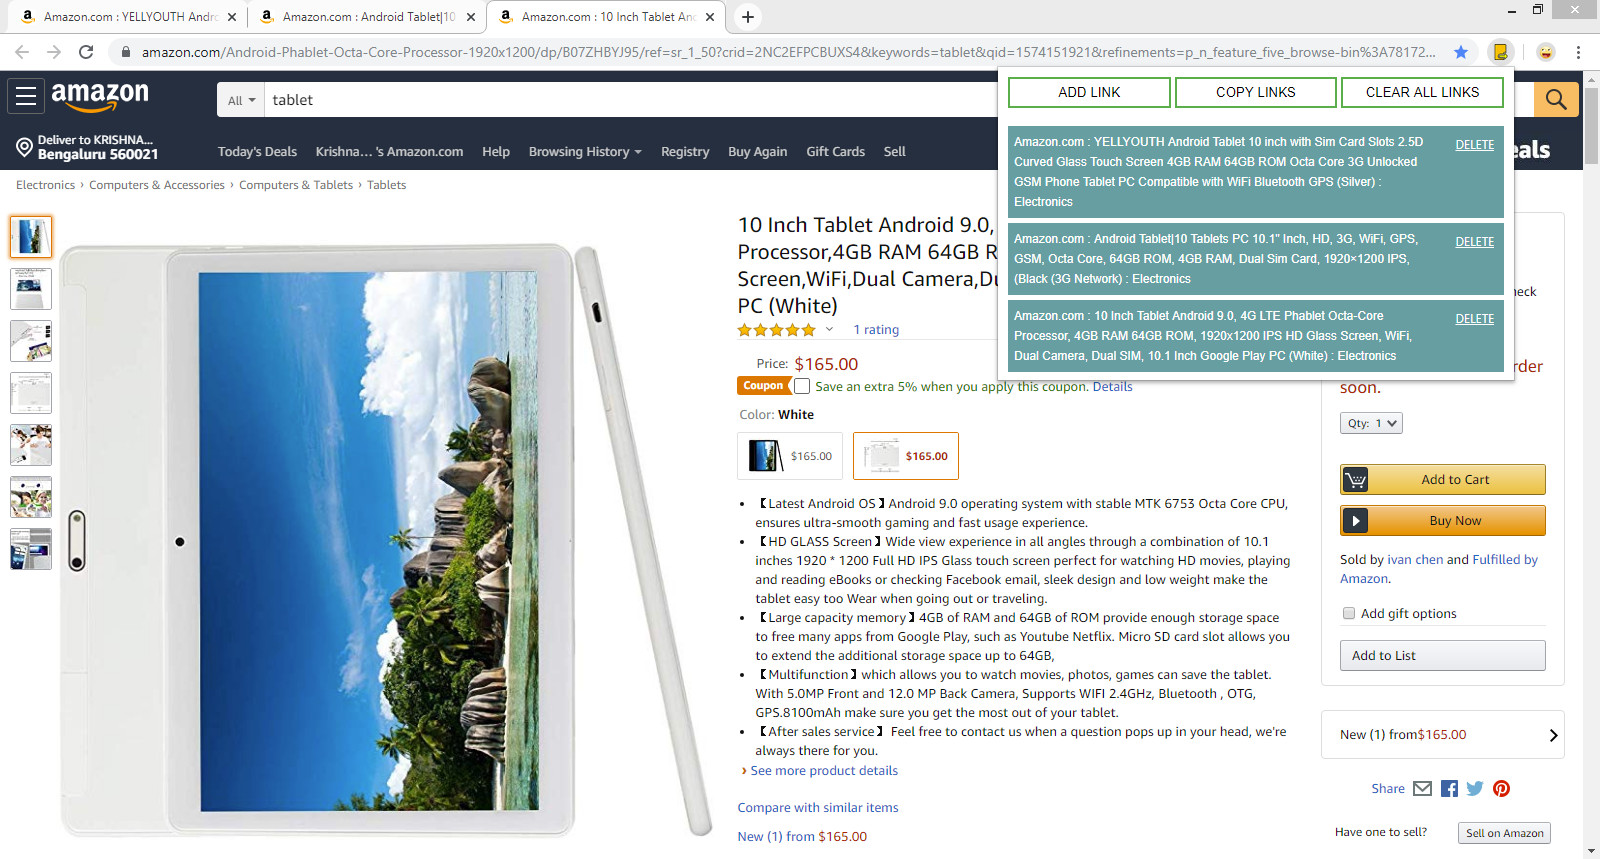 Amazon.com : YELLYOUTH Andro
Amazon.com : Android Tablet|10
Amazon.com : 10 Inch Tablet And
amazon.com/Android-Phablet-Octa-Core-Processor-1920x1200/dp/B07ZHBYJ95/ref=sr_1_50?crid=2NC2EFPCBUXS4&keywords=tablet&qid=1574151921&refinements=p_n_feature_five_browse-bin%3A78172...
amazon
All
tablet
ADD LINK
COPY LINKS
CLEAR ALL LINKS
Deliver to KRISHNA...
Bengaluru 560021
Today's Deals
Krishna... 's Amazon.com
Help
Browsing History
Registry
Buy Again
Gift Cards
Sell
eals
Amazon.com : YELLYOUTH Android Tablet 10 inch with Sim Card Slots 2.5D
Curved Glass Touch Screen 4GB RAM 64GB ROM Octa Core 3G Unlocked
GSM Phone Tablet PC Compatible with WiFi Bluetooth GPS (Silver) :
Electronics
DELETE
Amazon.com : Android Tablet|10 Tablets PC 10.1" Inch, HD, 3G, WiFi, GPS,
GSM, Octa Core, 64GB ROM, 4GB RAM, Dual Sim Card, 1920×1200 IPS,
(Black (3G Network) : Electronics
DELETE
Amazon.com : 10 Inch Tablet Android 9.0, 4G LTE Phablet Octa-Core
Processor, 4GB RAM 64GB ROM, 1920x1200 IPS HD Glass Screen, WiFi,
Dual Camera, Dual SIM, 10.1 Inch Google Play PC (White) : Electronics
DELETE
Electronics › Computers & Accessories › Computers & Tablets › Tablets
10 Inch Tablet Android 9.0,
Processor,4GB RAM 64GB R
Screen,WiFi,Dual Camera,Du
PC (White)
1 rating
Price: $165.00
Coupon
Save an extra 5% when you apply this coupon. Details
Color: White
$165.00
$165.00
• 【Latest Android OS】Android 9.0 operating system with stable MTK 6753 Octa Core CPU,
ensures ultra-smooth gaming and fast usage experience.
• 【HD GLASS Screen】Wide view experience in all angles through a combination of 10.1
inches 1920 * 1200 Full HD IPS Glass touch screen perfect for watching HD movies, playing
and reading eBooks or checking Facebook email, sleek design and low weight make the
tablet easy too Wear when going out or traveling.
• 【Large capacity memory】4GB of RAM and 64GB of ROM provide enough storage space
to free many apps from Google Play, such as Youtube Netflix. Micro SD card slot allows you
to extend the additional storage space up to 64GB,
• 【Multifunction】which allows you to watch movies, photos, games can save the tablet.
With 5.0MP Front and 12.0 MP Back Camera, Supports WIFI 2.4GHz, Bluetooth , OTG,
GPS.8100mAh make sure you get the most out of your tablet.
• 【After sales service】 Feel free to contact us when a question pops up in your head, we're
always there for you.
› See more product details
Compare with similar items
New (1) from $165.00
heck
rder
soon.
Qty: 1
Add to Cart
Buy Now
Sold by ivan chen and Fulfilled by
Amazon.
Add gift options
Add to List
New (1) from$165.00
Share
Have one to sell?
Sell on Amazon